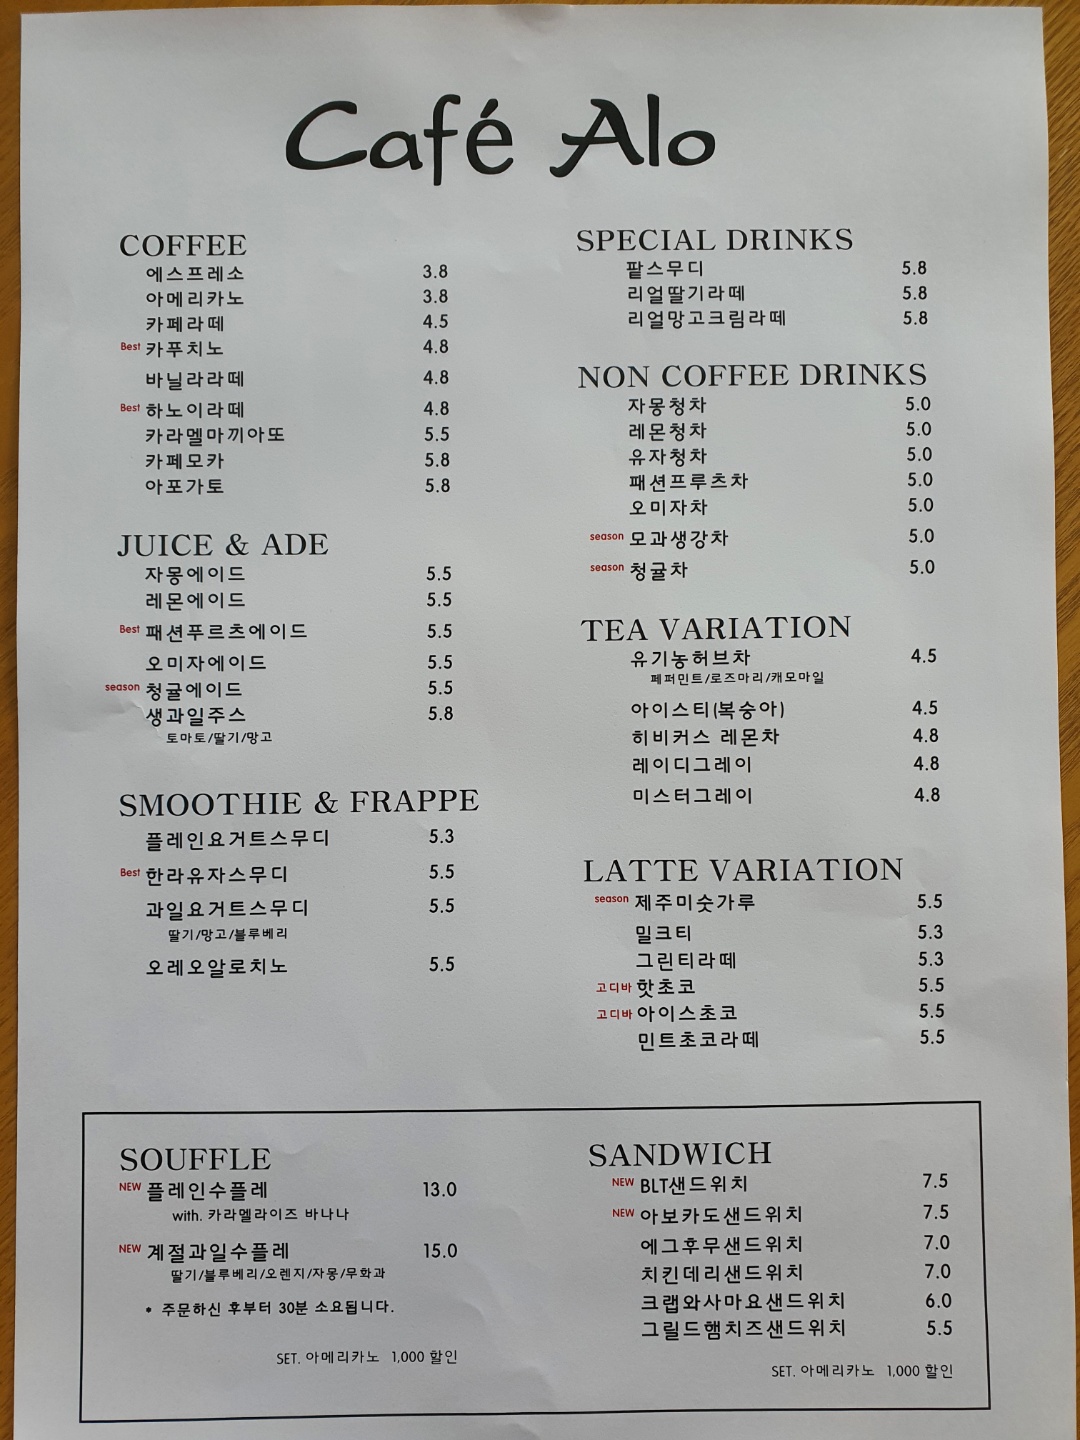 Café Alo
COFFEE
에스프레소 3.8
아메리카노 3.8
카페라떼 4.5
Best 카푸치노 4.8
바닐라라떼 4.8
Best 하노이라떼 4.8
카라멜마끼아또 5.5
카페모카 5.8
아포가토 5.8
JUICE & ADE
자몽에이드 5.5
레몬에이드 5.5
Best 패션푸르츠에이드 5.5
오미자에이드 5.5
season 청귤에이드 5.5
생과일주스 5.8
토마토/딸기/망고
SMOOTHIE & FRAPPE
플레인요거트스무디 5.3
Best 한라유자스무디 5.5
과일요거트스무디 5.5
딸기/망고/블루베리
오레오알로치노 5.5
SPECIAL DRINKS
팥스무디 5.8
리얼딸기라떼 5.8
리얼망고크림라떼 5.8
NON COFFEE DRINKS
자몽청차 5.0
레몬청차 5.0
유자청차 5.0
패션프루츠차 5.0
오미자차 5.0
season 모과생강차 5.0
season 청귤차 5.0
TEA VARIATION
유기농허브차 4.5
페퍼민트/로즈마리/캐모마일
아이스티(복숭아) 4.5
히비커스 레몬차 4.8
레이디그레이 4.8
미스터그레이 4.8
LATTE VARIATION
season 제주미숫가루 5.5
밀크티 5.3
그린티라떼 5.3
고디바 핫초코 5.5
고디바 아이스초코 5.5
민트초코라떼 5.5
SOUFFLE
NEW 플레인수플레 13.0
with. 카라멜라이즈 바나나
NEW 계절과일수플레 15.0
딸기/블루베리/오렌지/자몽/무화과
* 주문하신 후부터 30분 소요됩니다.
SET. 아메리카노 1,000 할인
SANDWICH
NEW BLT샌드위치 7.5
NEW 아보카도샌드위치 7.5
에그후무샌드위치 7.0
치킨데리샌드위치 7.0
크랩와사마요샌드위치 6.0
그릴드햄치즈샌드위치 5.5
SET. 아메리카노 1,000 할인